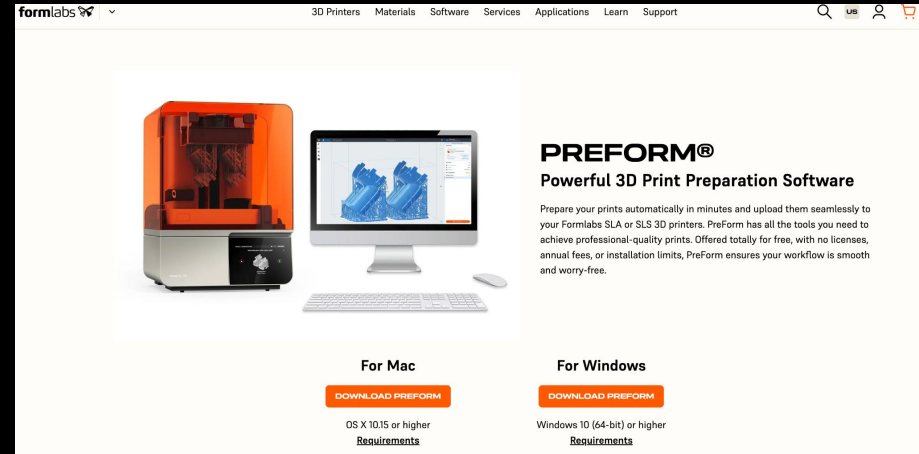 formlabs
3D Printers Materials Software Services Applications Learn Support
US
PREFORM®
Powerful 3D Print Preparation Software
Prepare your prints automatically in minutes and upload them seamlessly to
your Formlabs SLA or SLS 3D printers. PreForm has all the tools you need to
achieve professional-quality prints. Offered totally for free, with no licenses,
annual fees, or installation limits, PreForm ensures your workflow is smooth
and worry-free.
For Mac
DOWNLOAD PREFORM
OS X 10.15 or higher
Requirements
For Windows
DOWNLOAD PREFORM
Windows 10 (64-bit) or higher
Requirements